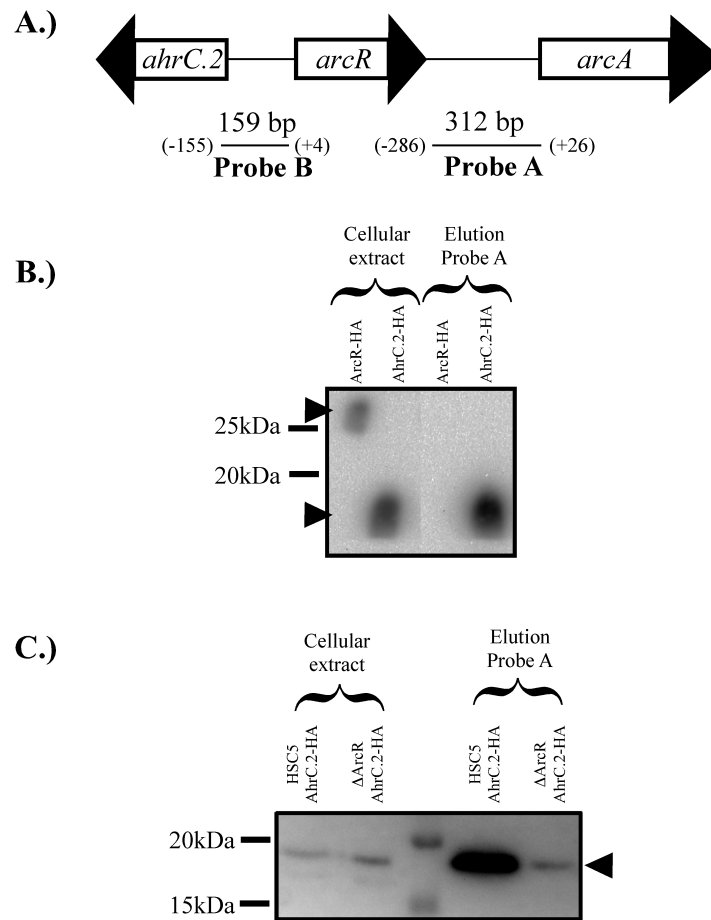 A.)
ahrC.2
arcR
arcA
159 bp
312 bp
(-155)
(+4)
(-286)
(+26)
Probe B
Probe A
B.)
Cellular
extract
Elution
Probe A
ArcR-HA
AhrC.2-HA
ArcR-HA
AhrC.2-HA
25kDa
20kDa
C.)
Cellular
extract
Elution
Probe A
HSC5
AhrC.2-HA
ΔArcR
AhrC.2-HA
HSC5
AhrC.2-HA
ΔArcR
AhrC.2-HA
20kDa
15kDa